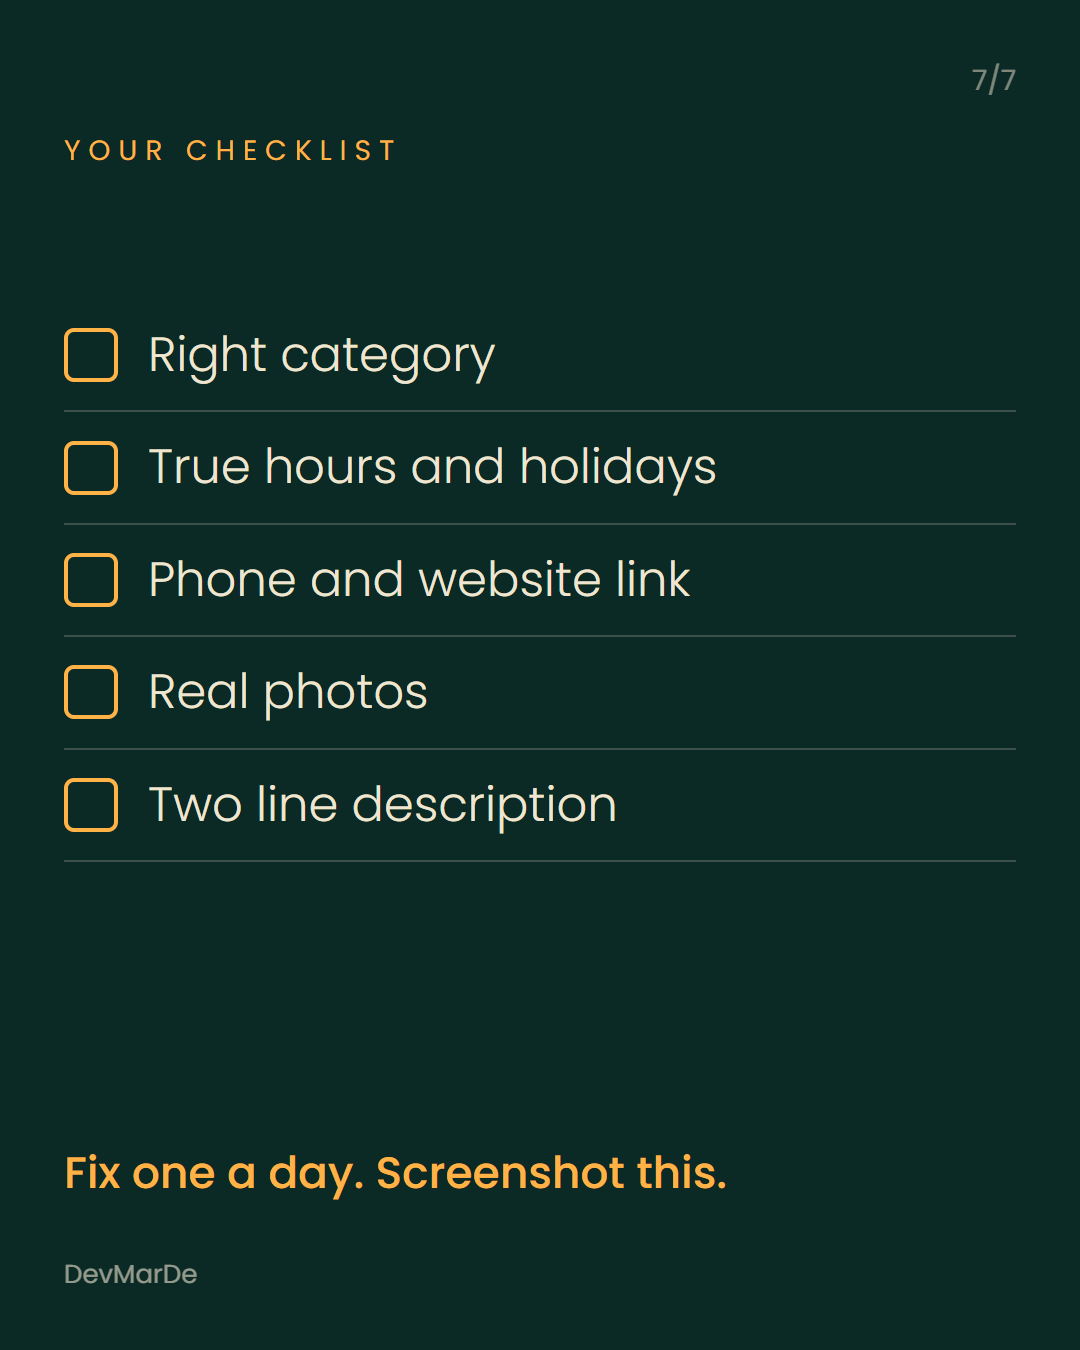 7/7
YOUR CHECKLIST
Right category
True hours and holidays
Phone and website link
Real photos
Two line description
Fix one a day. Screenshot this.
DevMarDe